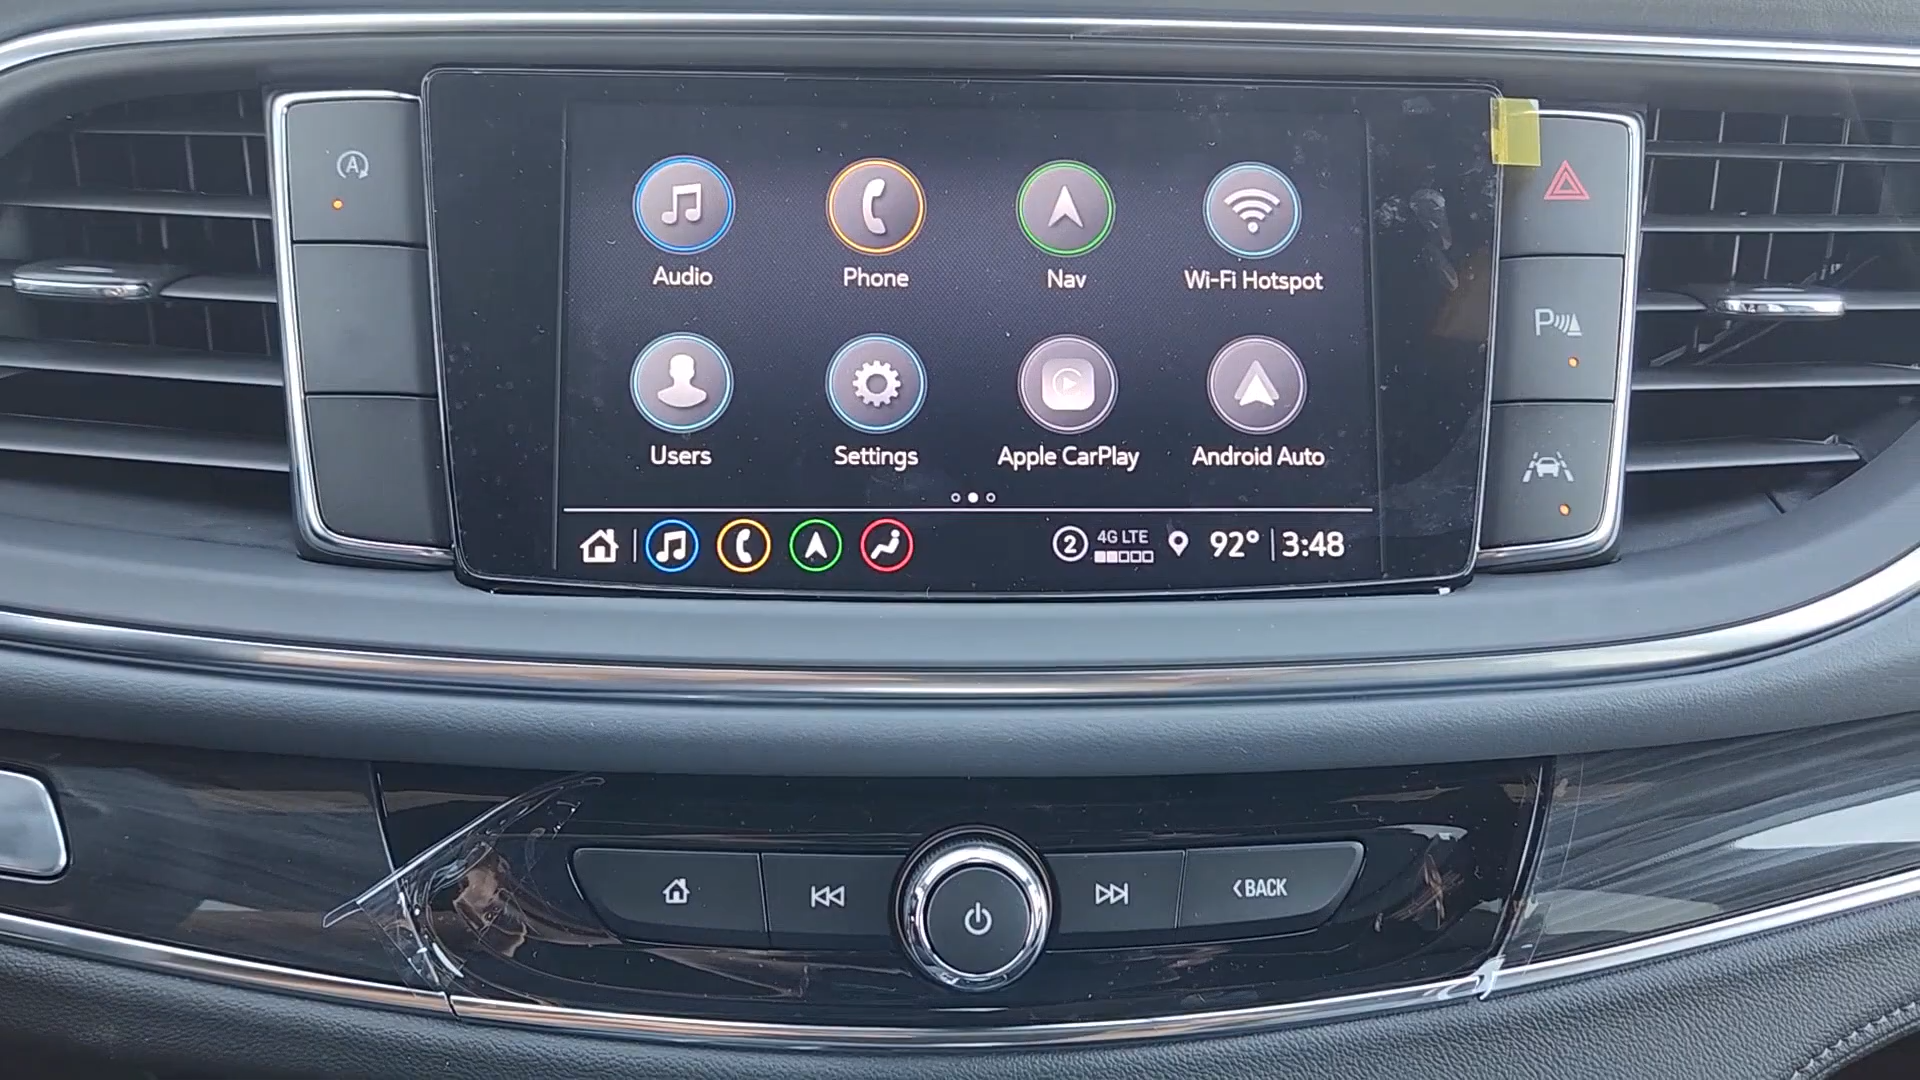 A
Audio
Phone
Nav
Wi-Fi Hotspot
Users
Settings
Apple CarPlay
Android Auto
2
4G LTE
92°
3:48
P
BACK